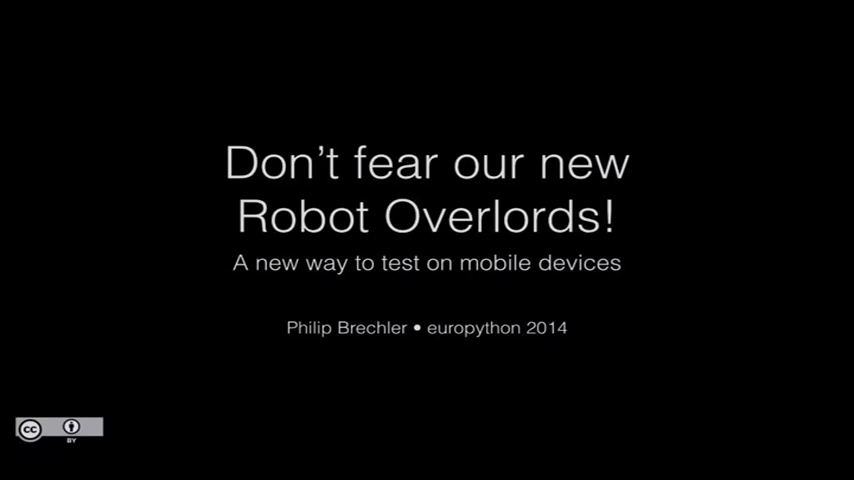 Don't fear our new
Robot Overlords!
A new way to test on mobile devices
Philip Brechler • europython 2014
cc
BY